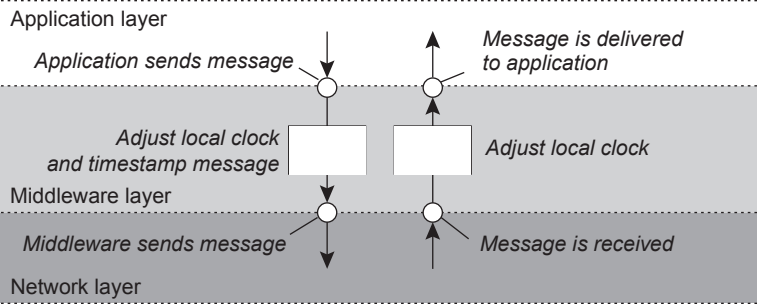 Application layer
Application sends message
Message is delivered
to application
Adjust local clock
and timestamp message
Adjust local clock
Middleware layer
Middleware sends message
Message is received
Network layer